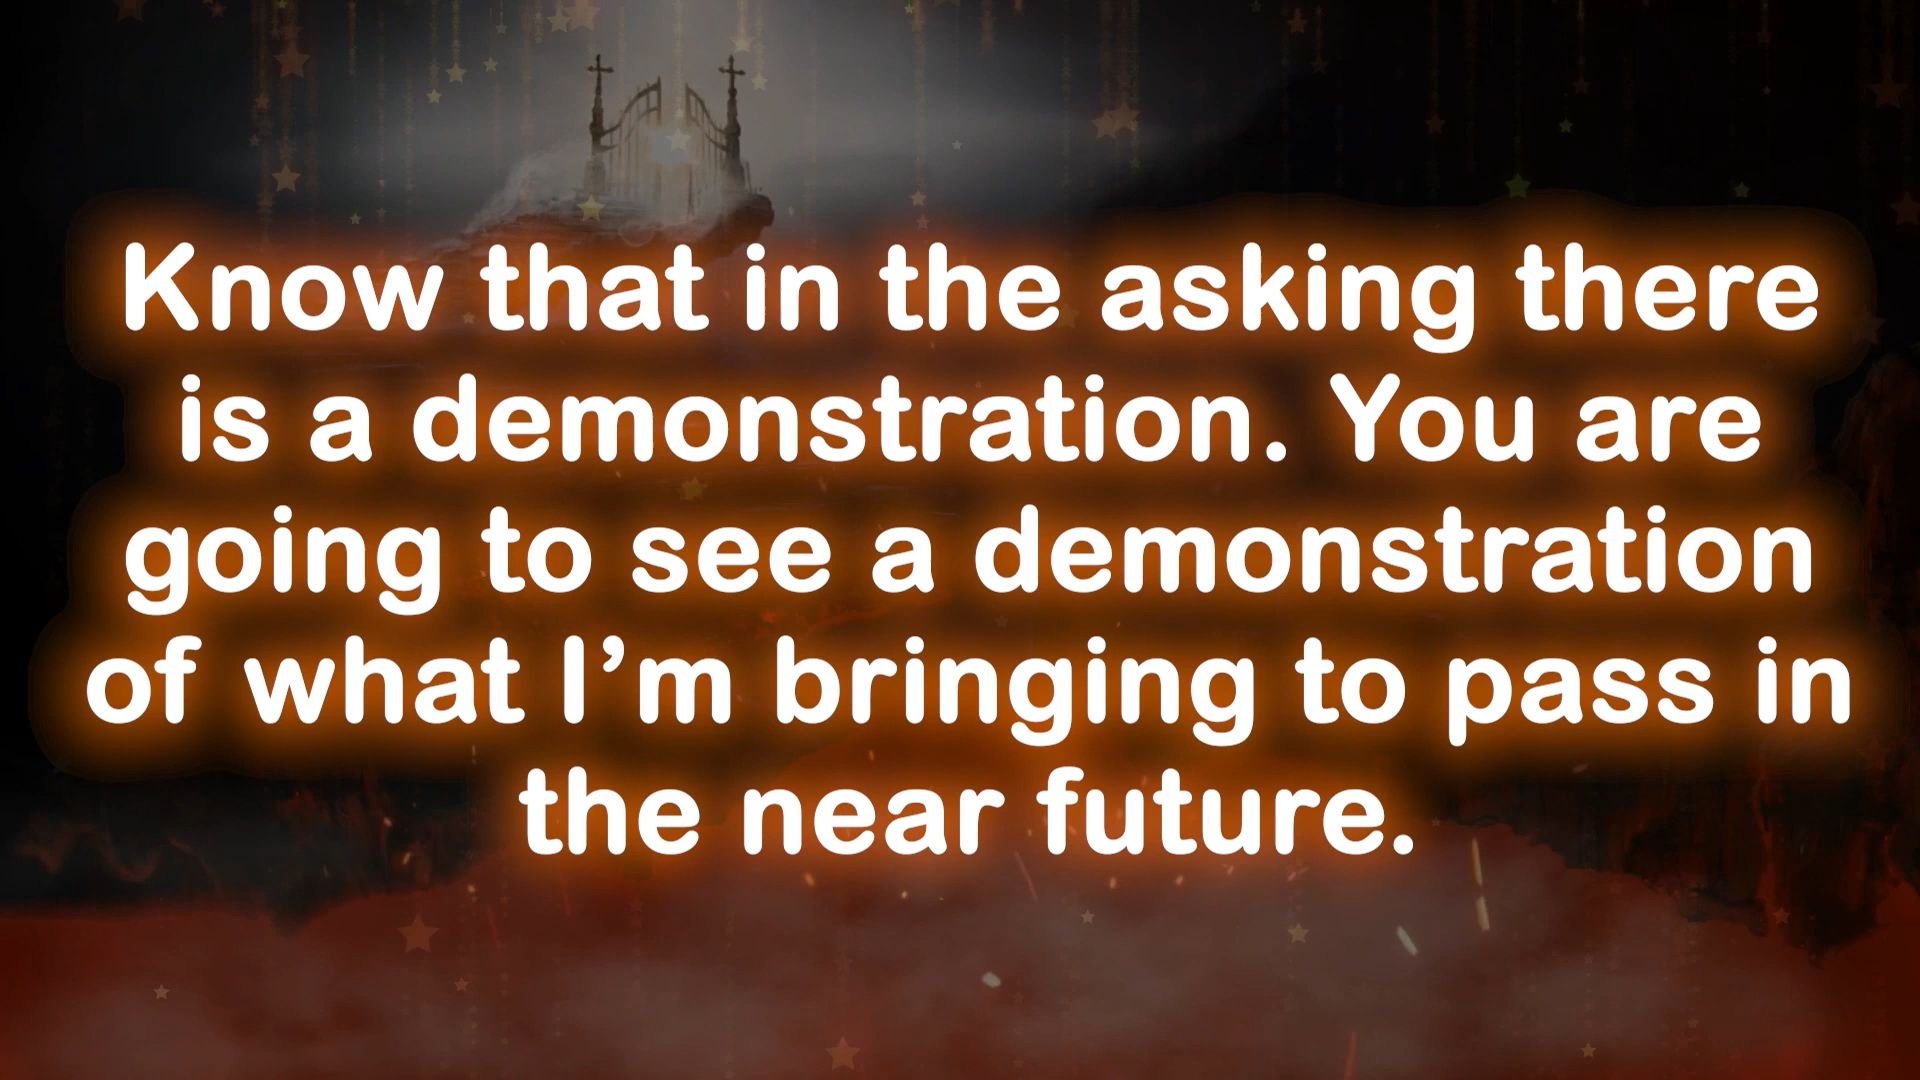 Know that in the asking there
is a demonstration. You are
going to see a demonstration
of what I’m bringing to pass in
the near future.